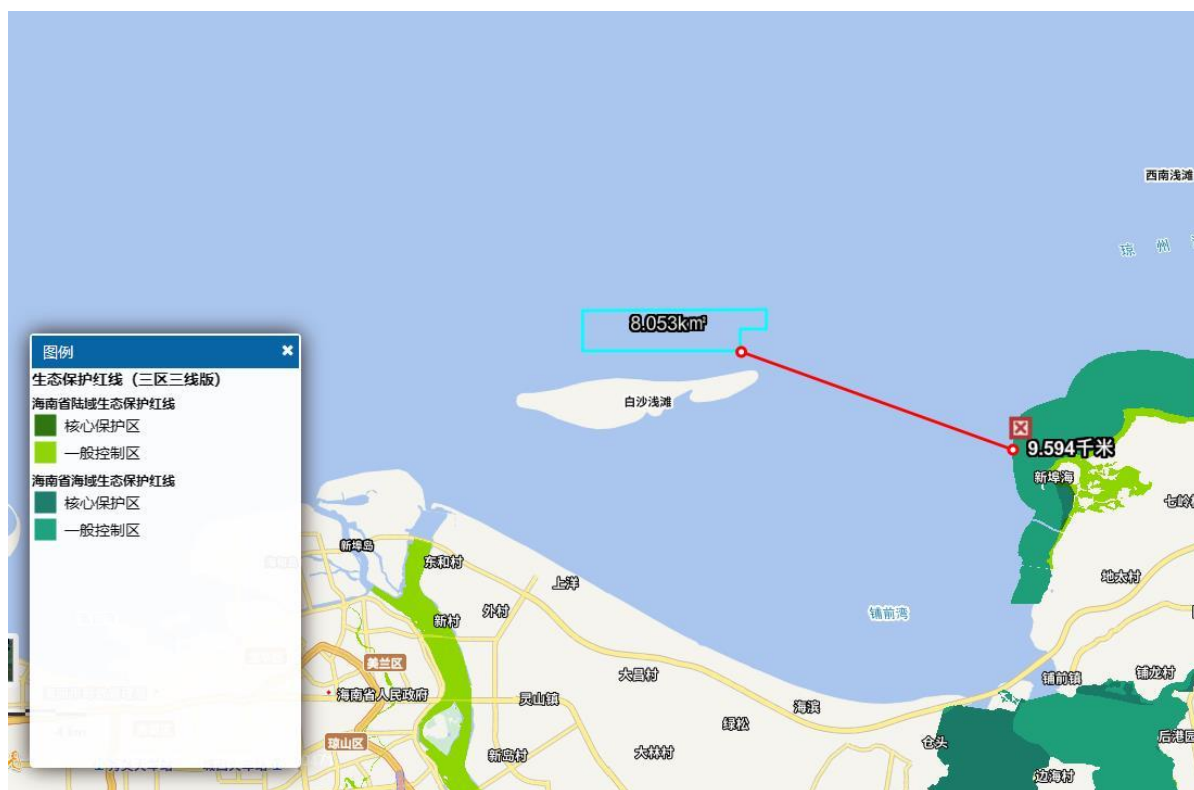 西南浅滩
琼 州
8.053km²
白沙浅滩
9.594千米
新埠海
七岭
地太村
铺前湾
铺前镇
铺龙村
后港园
仓头
边海村
图例
生态保护红线（三区三线版）
海南省陆域生态保护红线
核心保护区
一般控制区
海南省海域生态保护红线
核心保护区
一般控制区
新埠岛
东和村
上洋
外村
新村
美兰区
大昌村
海南省人民政府
灵山镇
海滨
绿松
琼山区
新岛村
大林村